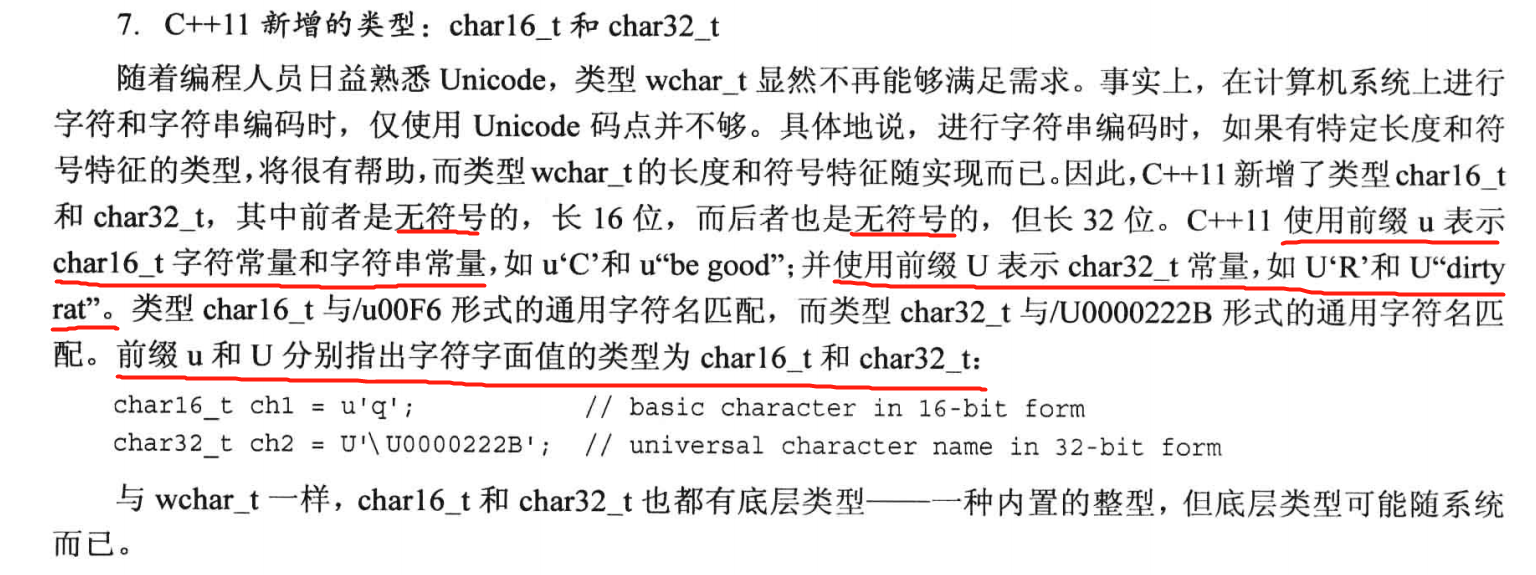 7. C++11 新增的类型：char16_t 和 char32_t
随着编程人员日益熟悉 Unicode，类型 wchar_t 显然不再能够满足需求。事实上，在计算机系统上进行
字符和字符串编码时，仅使用 Unicode 码点并不够。具体地说，进行字符串编码时，如果有特定长度和符
号特征的类型，将很有帮助，而类型 wchar_t 的长度和符号特征随实现而已。因此，C++11 新增了类型 char16_t
和 char32_t，其中前者是无符号的，长 16 位，而后者也是无符号的，但长 32 位。C++11 使用前缀 u 表示
char16_t 字符常量和字符串常量，如 u‘C’和 u“be good”；并使用前缀 U 表示 char32_t 常量，如 U‘R’和 U“dirty
rat”。类型 char16_t 与/u00F6 形式的通用字符名匹配，而类型 char32_t 与/U0000222B 形式的通用字符名匹
配。前缀 u 和 U 分别指出字符字面值的类型为 char16_t 和 char32_t：
char16_t ch1 = u'q'; // basic character in 16-bit form
char32_t ch2 = U'\U0000222B'; // universal character name in 32-bit form
与 wchar_t 一样，char16_t 和 char32_t 也都有底层类型——一种内置的整型，但底层类型可能随系统
而已。